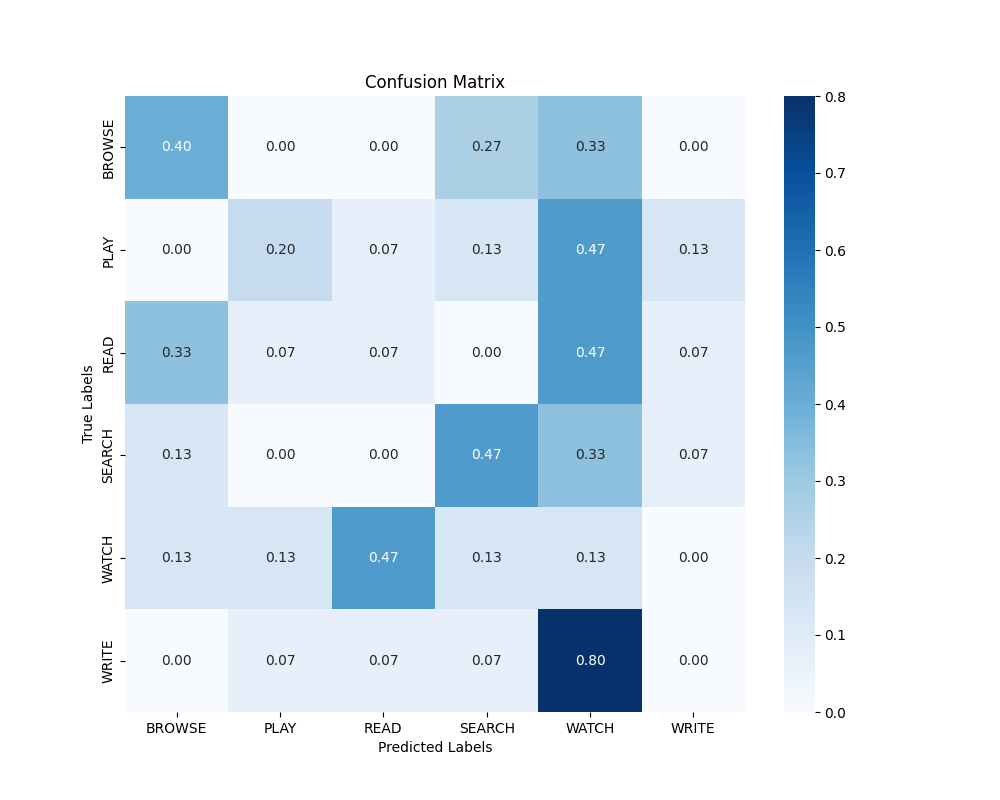 Confusion Matrix
True Labels
BROWSE 0.40 0.00 0.00 0.27 0.33 0.00
PLAY 0.00 0.20 0.07 0.13 0.47 0.13
READ 0.33 0.07 0.07 0.00 0.47 0.07
SEARCH 0.13 0.00 0.00 0.47 0.33 0.07
WATCH 0.13 0.13 0.47 0.13 0.13 0.00
WRITE 0.00 0.07 0.07 0.07 0.80 0.00
BROWSE PLAY READ SEARCH WATCH WRITE
Predicted Labels
0.8
0.7
0.6
0.5
0.4
0.3
0.2
0.1
0.0